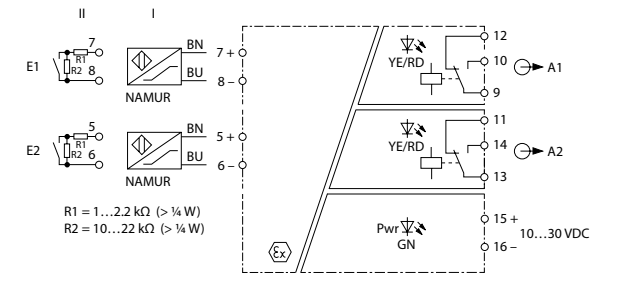 II I
7 BN 7 + 12
E1 R1 YE/RD 10 A1
R2 8 BU 8 – 9
NAMUR
11
5 BN 5 + YE/RD 14 A2
E2 R1
R2 6 BU 6 – 13
NAMUR
R1 = 1…2.2 kΩ (> ¼ W)
R2 = 10…22 kΩ (> ¼ W)
15 +
Pwr 10…30 VDC
GN 16 –
Ex